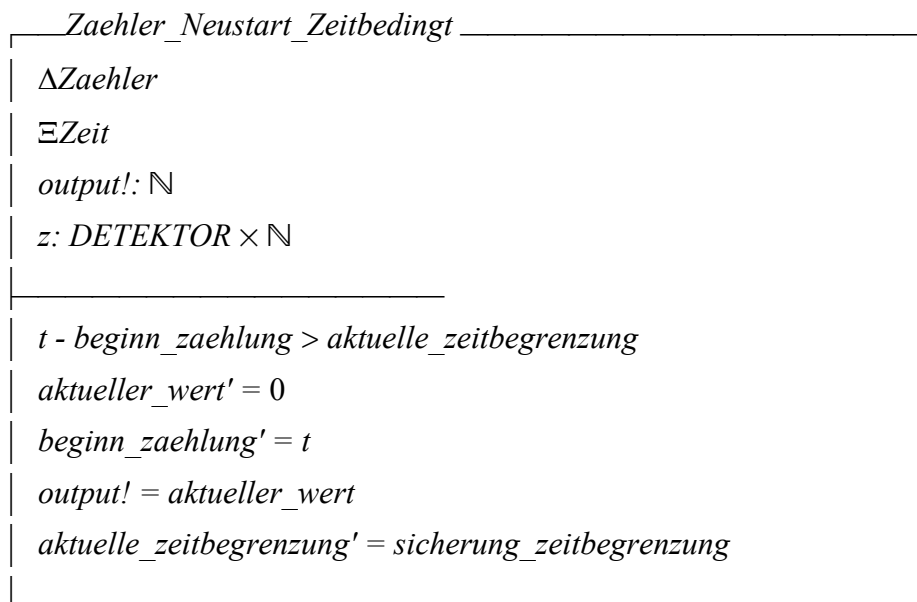 Zaehler_Neustart_Zeitbedingt
ΔZaehler
ΞZeit
output!: ℕ
z: DETEKTOR × ℕ
t - beginn_zaehlung > aktuelle_zeitbegrenzung
aktueller_wert' = 0
beginn_zaehlung' = t
output! = aktueller_wert
aktuelle_zeitbegrenzung' = sicherung_zeitbegrenzung